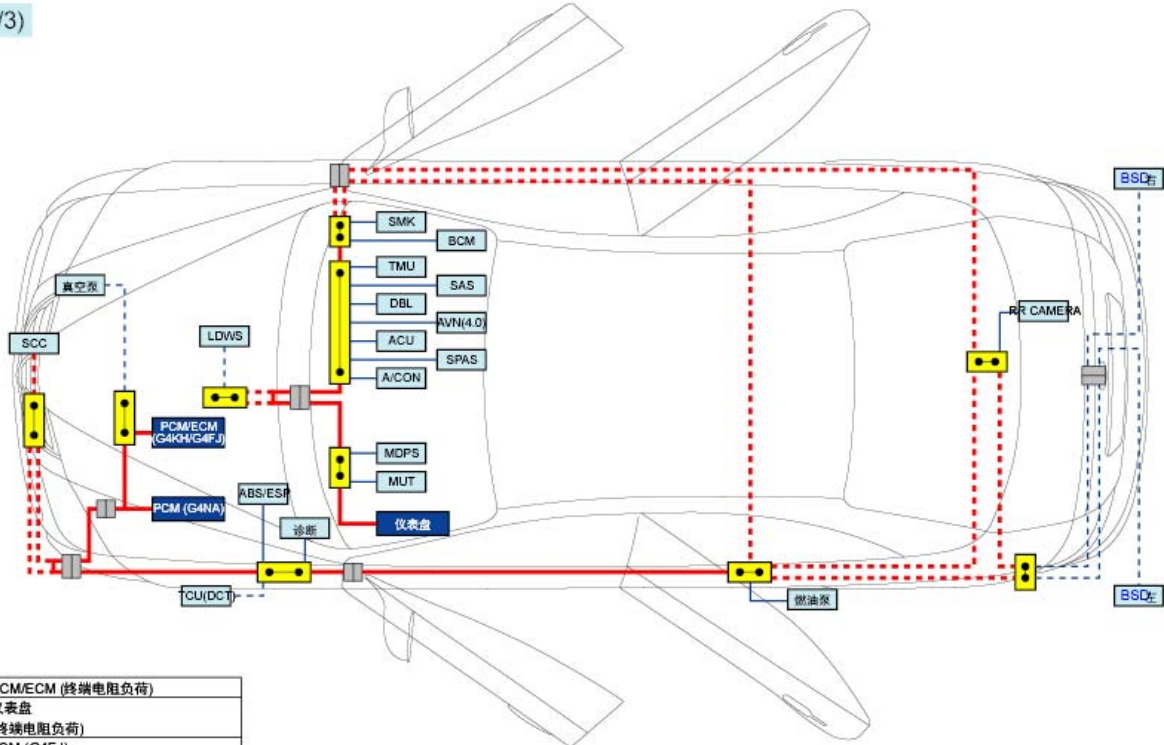 /3)
BSD右
SMK
BCM
TMU
真空泵
SAS
DBL
RR CAMERA
AVN(4.0)
LDWS
SCC
ACU
SPAS
A/CON
PCM/ECM
(G4KH/G4FJ)
MDPS
MUT
ABS/ESP
PCM (G4NA)
仪表盘
诊断
TCU(DCT)
燃油泵
BSD左
CM/ECM (终端电阻负荷)
仪表盘
终端电阻负荷)